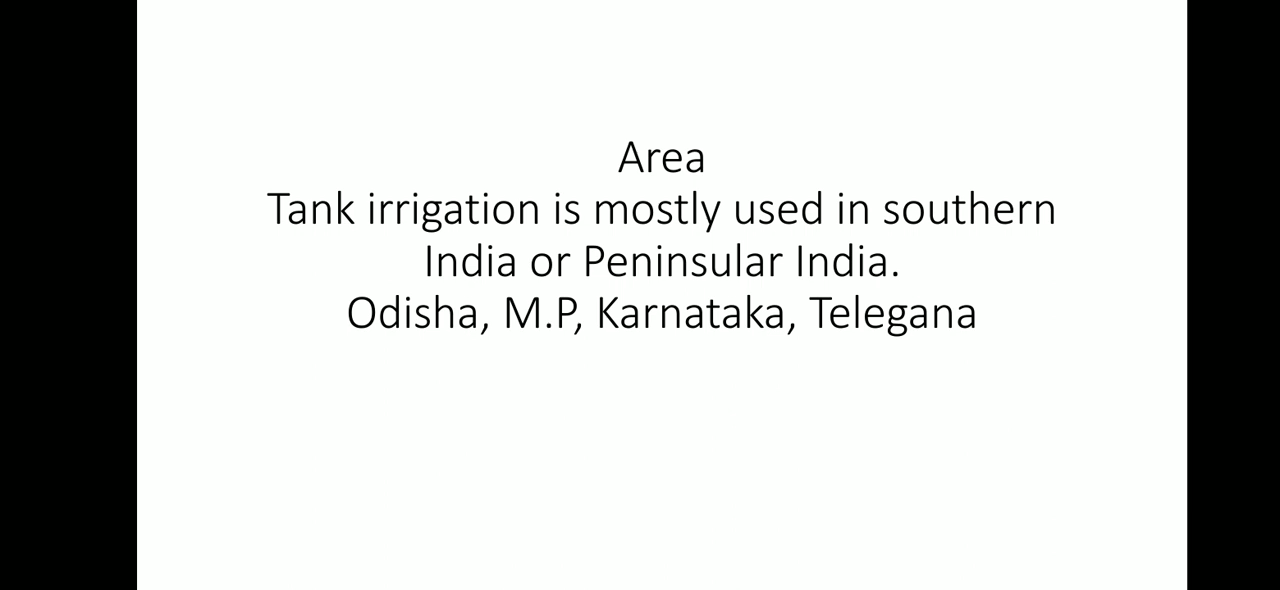 Area
Tank irrigation is mostly used in southern
India or Peninsular India.
Odisha, M.P, Karnataka, Telegana